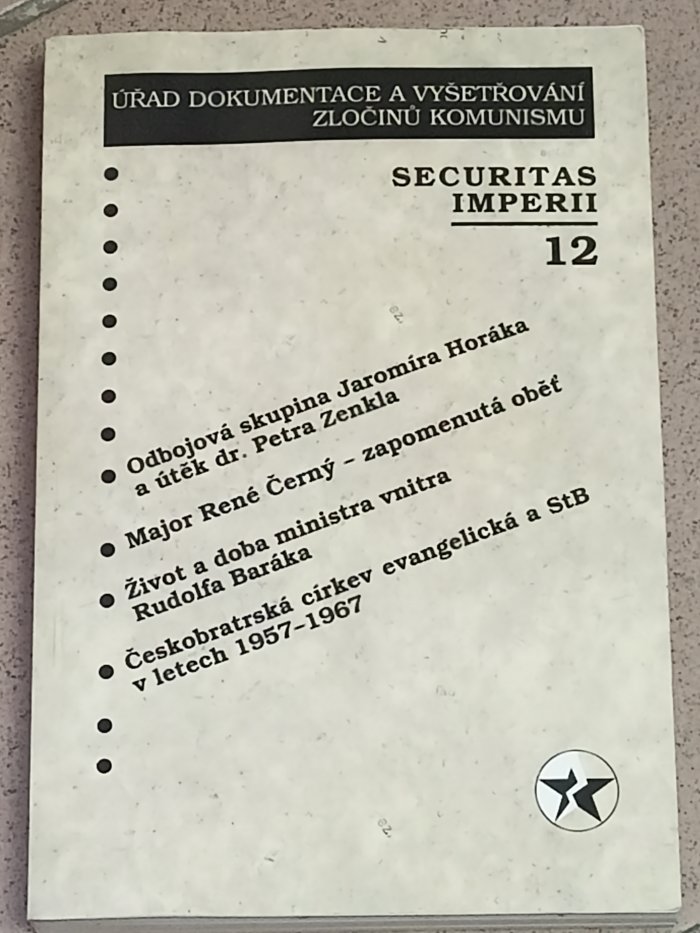 ÚŘAD DOKUMENTACE A VYŠETŘOVÁNÍ
ZLOČINŮ KOMUNISMU
SECURITAS
IMPERII
12
Odbojová skupina Jaromíra Horáka
a útěk dr. Petra Zenkla
Major René Černý – zapomenutá oběť
Život a doba ministra vnitra
Rudolfa Baráka
Českobratrská církev evangelická a StB
v letech 1957–1967